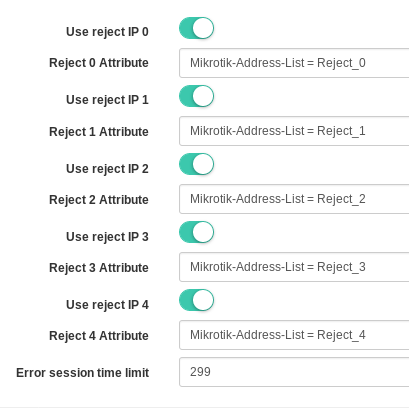 Use reject IP 0
Reject 0 Attribute Mikrotik-Address-List = Reject_0
Use reject IP 1
Reject 1 Attribute Mikrotik-Address-List = Reject_1
Use reject IP 2
Reject 2 Attribute Mikrotik-Address-List = Reject_2
Use reject IP 3
Reject 3 Attribute Mikrotik-Address-List = Reject_3
Use reject IP 4
Reject 4 Attribute Mikrotik-Address-List = Reject_4
Error session time limit 299